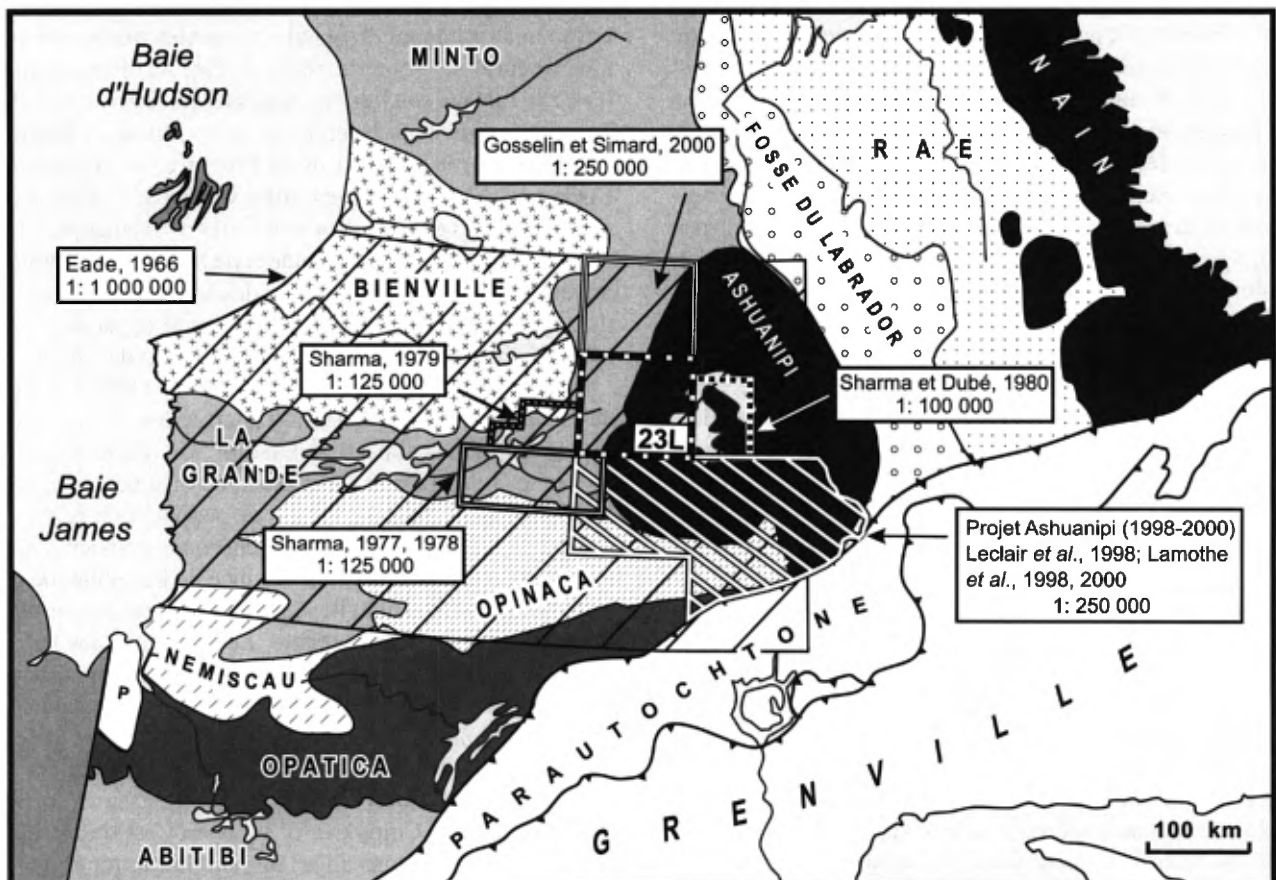 Baie
d'Hudson
MINTO
NAIN
Gosselin et Simard, 2000
1: 250 000
FOSSE DU LABRADOR
RAE
Eade, 1966
1: 1 000 000
BIENVILLE
ASHUANIPI
Sharma, 1979
1: 125 000
Sharma et Dubé, 1980
1: 100 000
23L
LA
GRANDE
Baie
James
Sharma, 1977, 1978
1: 125 000
OPINACA
Projet Ashuanipi (1998-2000)
Leclair et al., 1998; Lamothe
et al., 1998, 2000
1: 250 000
NEMISCAU
P
OPATICA
PARAUTOCHTONE
GRENVILLE
ABITIBI
100 km